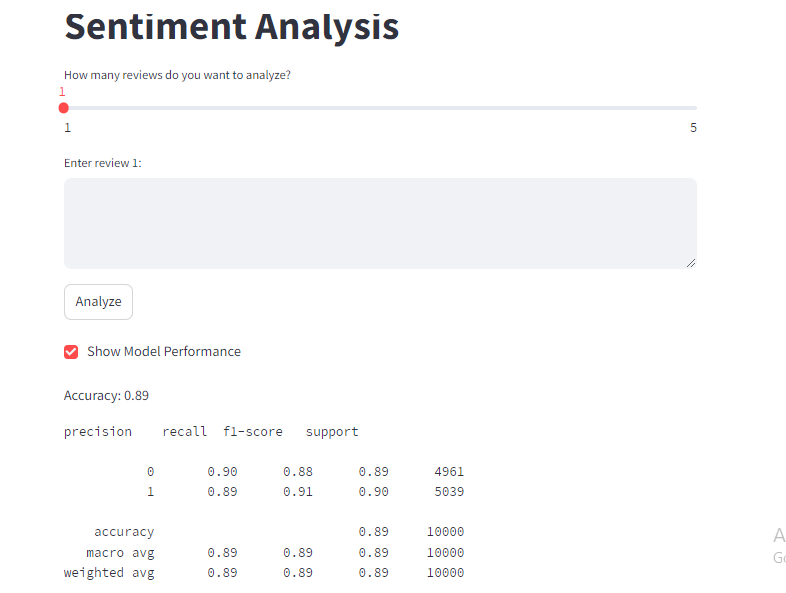 Sentiment Analysis
How many reviews do you want to analyze?
1
1 5
Enter review 1:
Analyze
Show Model Performance
Accuracy: 0.89
precision recall f1-score support
0 0.90 0.88 0.89 4961
1 0.89 0.91 0.90 5039
accuracy 0.89 10000
macro avg 0.89 0.89 0.89 10000
weighted avg 0.89 0.89 0.89 10000